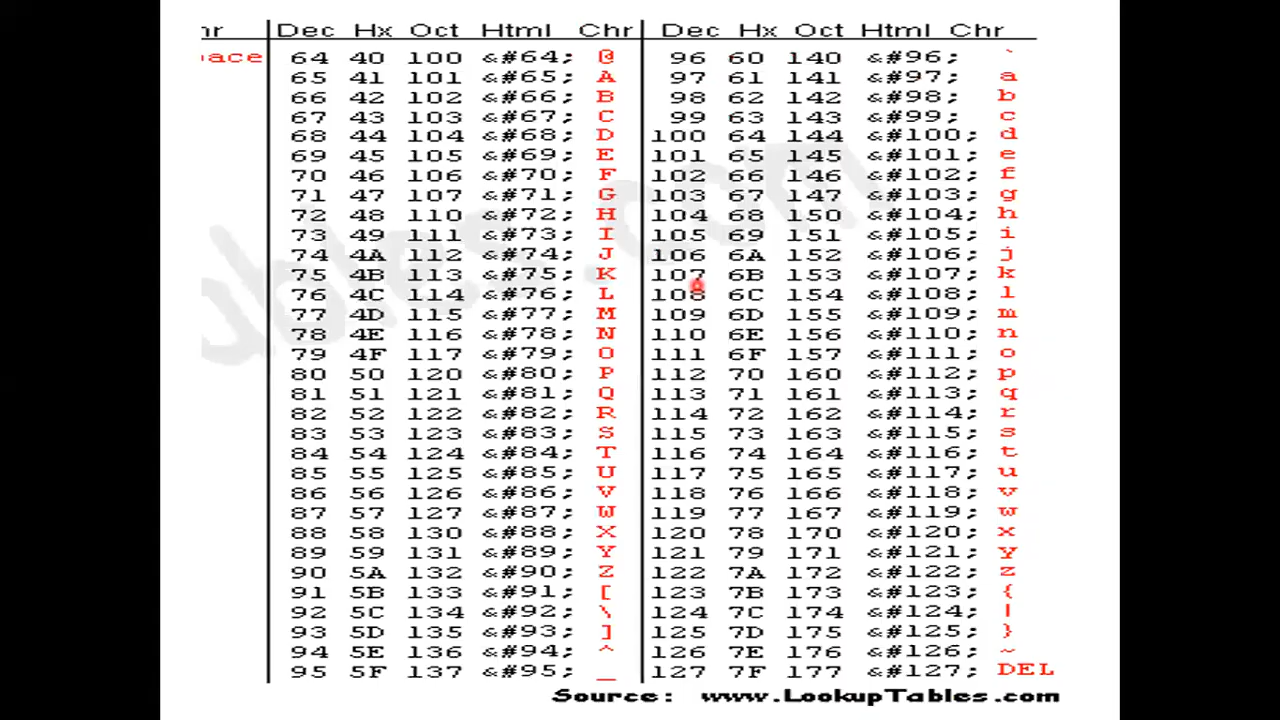 Dec Hx Oct Html Chr Dec Hx Oct Html Chr
64 40 100 &#64; @ 96 60 140 &#96; `
65 41 101 &#65; A 97 61 141 &#97; a
66 42 102 &#66; B 98 62 142 &#98; b
67 43 103 &#67; C 99 63 143 &#99; c
68 44 104 &#68; D 100 64 144 &#100; d
69 45 105 &#69; E 101 65 145 &#101; e
70 46 106 &#70; F 102 66 146 &#102; f
71 47 107 &#71; G 103 67 147 &#103; g
72 48 110 &#72; H 104 68 150 &#104; h
73 49 111 &#73; I 105 69 151 &#105; i
74 4A 112 &#74; J 106 6A 152 &#106; j
75 4B 113 &#75; K 107 6B 153 &#107; k
76 4C 114 &#76; L 108 6C 154 &#108; l
77 4D 115 &#77; M 109 6D 155 &#109; m
78 4E 116 &#78; N 110 6E 156 &#110; n
79 4F 117 &#79; O 111 6F 157 &#111; o
80 50 120 &#80; P 112 70 160 &#112; p
81 51 121 &#81; Q 113 71 161 &#113; q
82 52 122 &#82; R 114 72 162 &#114; r
83 53 123 &#83; S 115 73 163 &#115; s
84 54 124 &#84; T 116 74 164 &#116; t
85 55 125 &#85; U 117 75 165 &#117; u
86 56 126 &#86; V 118 76 166 &#118; v
87 57 127 &#87; W 119 77 167 &#119; w
88 58 130 &#88; X 120 78 170 &#120; x
89 59 131 &#89; Y 121 79 171 &#121; y
90 5A 132 &#90; Z 122 7A 172 &#122; z
91 5B 133 &#91; [ 123 7B 173 &#123; {
92 5C 134 &#92; \ 124 7C 174 &#124; |
93 5D 135 &#93; ] 125 7D 175 &#125; }
94 5E 136 &#94; ^ 126 7E 176 &#126; ~
95 5F 137 &#95; _ 127 7F 177 &#127; DEL
Source: www.LookupTables.com